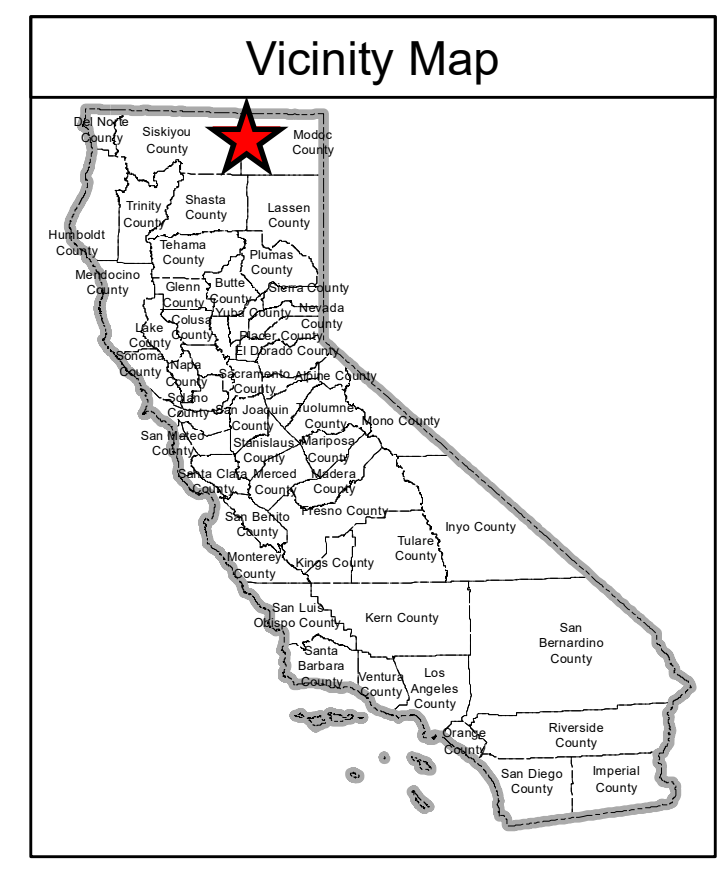 Vicinity Map
Del Norte
County
Siskiyou
County
Modoc
County
Shasta
County
Trinity
County
Lassen
County
Humboldt
County
Tehama
County
Plumas
County
Mendocino
County
Glenn
County
Butte
County
Sierra County
Colusa
County
Yuba County
Nevada
County
Lake
County
Placer County
El Dorado County
Sonoma
County
Napa
County
Sacramento
County
Alpine County
Solano
County
San Joaquin
County
Tuolumne
County
Mono County
San Mateo
County
Stanislaus
County
Mariposa
County
Santa Clara
County
Merced
County
Madera
County
Fresno County
San Benito
County
Inyo County
Tulare
County
Monterey
County
Kings County
San Luis
Obispo County
Kern County
San
Bernardino
County
Santa
Barbara
County
Ventura
County
Los
Angeles
County
Orange
County
Riverside
County
San Diego
County
Imperial
County